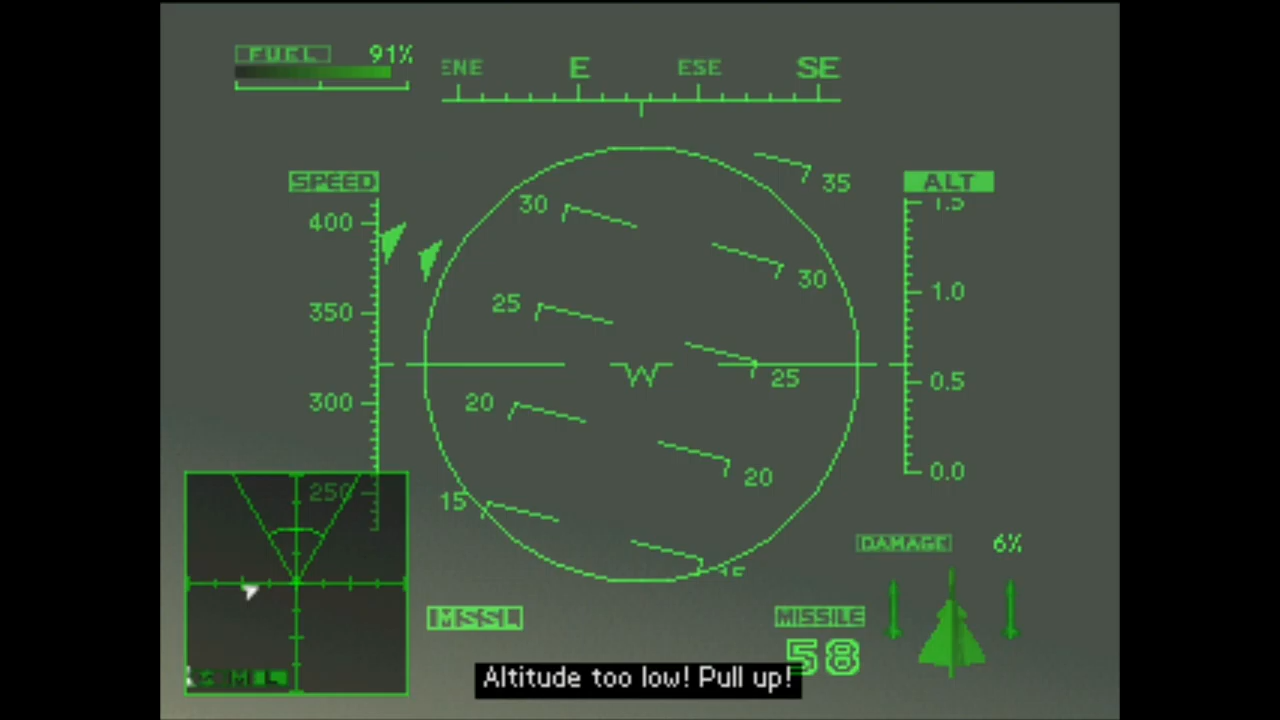 FUEL 91%
ENE E ESE SE
SPEED
ALT
400
350
300
250
1.5
1.0
0.5
0.0
35
30
30
25
25
20
20
15
15
DAMAGE 6%
MSSL
MISSILE
58
Altitude too low! Pull up!